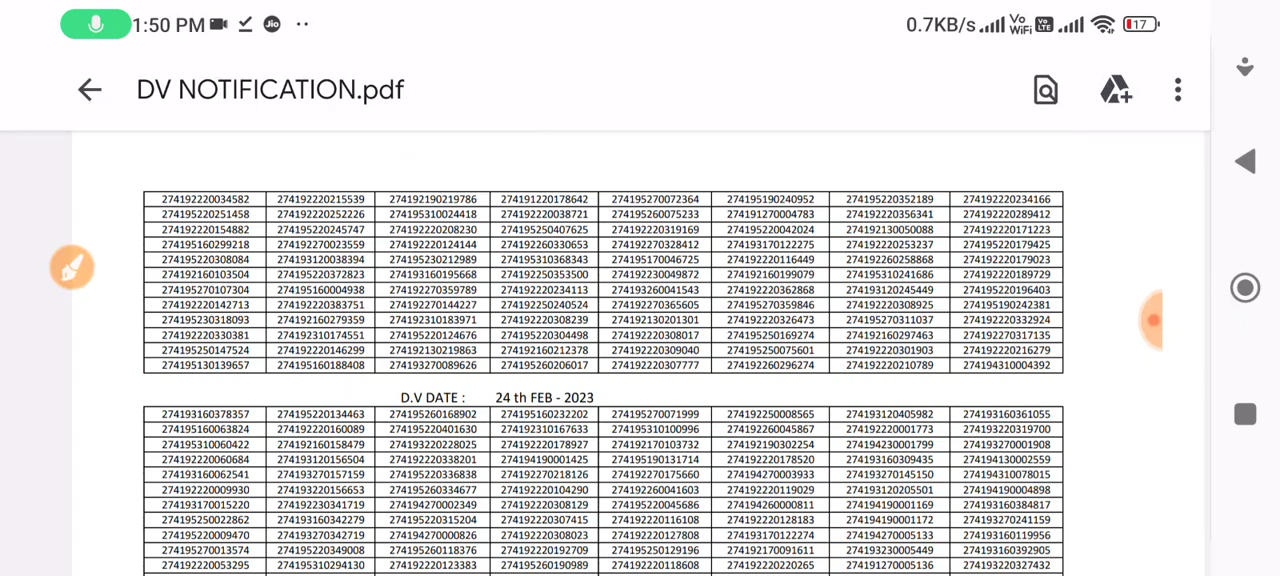 1:50 PM Jio ·· 0.7KB/s Vo WiFi Vo LTE 17
DV NOTIFICATION.pdf
274192220034582 274192220215539 274192190219786 274191220178642 274195270072364 274195190240952 274195220352189 274192220234166
274195220251458 274192220252226 274195310024418 274192220038721 274195260075233 274191270004783 274192220356341 274192220289412
274192220154882 274195220245747 274192220208230 274195250407625 274192220319169 274195220042024 274192130050088 274192220171223
274195160299218 274192270023559 274192220124144 274192260330653 274192270328412 274193170122275 274192220253237 274195220179425
274195220308084 274193120038394 274195230212989 274195310368343 274195170046725 274192220116449 274192260258868 274192220179023
274192160103504 274195220372823 274193160195668 274192250353500 274192230049872 274192160199079 274195310241686 274192220189729
274195270107304 274195160004938 274192270359789 274192220234113 274193260041543 274192220362868 274193120245449 274195220196403
274192220142713 274192220383751 274192270144227 274192250240524 274192270365605 274195270359846 274192220308925 274195190242381
274195230318093 274192160279359 274192310183971 274192220308239 274192130201301 274192220326473 274195270311037 274192220332924
274192220330381 274192310174551 274195220124676 274195220304498 274192220308017 274195250169274 274192160297463 274192270317135
274195250147524 274192220146299 274192130219863 274192160212378 274192220309040 274195250075601 274192220301903 274192220216279
274195130139657 274195160188408 274193270089626 274195260206017 274192220307777 274192260296274 274192220210789 274194310004392
D.V DATE : 24 th FEB - 2023
274193160378357 274195220134463 274195260168902 274195160232202 274195270071999 274192250008565 274193120405982 274193160361055
274195160063824 274192220160089 274195220401630 274192310167633 274195310100996 274192260045867 274192220001773 274193220319700
274195310060422 274192160158479 274193220228025 274192220178927 274192170103732 274192190302254 274194230001799 274193270001908
274192220060684 274193120156504 274192220338201 274194190001425 274195190131714 274192220178520 274193160309435 274194130002559
274193160062541 274193270157159 274195220336838 274192270218126 274192270175660 274194270003933 274193270145150 274194310078015
274192220009930 274193220156653 274195260334677 274192220104290 274192260041603 274192220119029 274193120205501 274194190004898
274193170015220 274192230341719 274194270002349 274192220308129 274195220045686 274194260000811 274194190001169 274193160384817
274195250022862 274193160342279 274195220315204 274192220307415 274192220116108 274192220128183 274194190001172 274193270241159
274195220009470 274193270342719 274194270000826 274192220308023 274192220127808 274193170122274 274194270005133 274193160119956
274195270013574 274195220349008 274195260118376 274192220192709 274195250129196 274192170091611 274193230005449 274193160392905
274192220053295 274195310294130 274192220123383 274195260190989 274192220118608 274192220220265 274191270005136 274193220327432